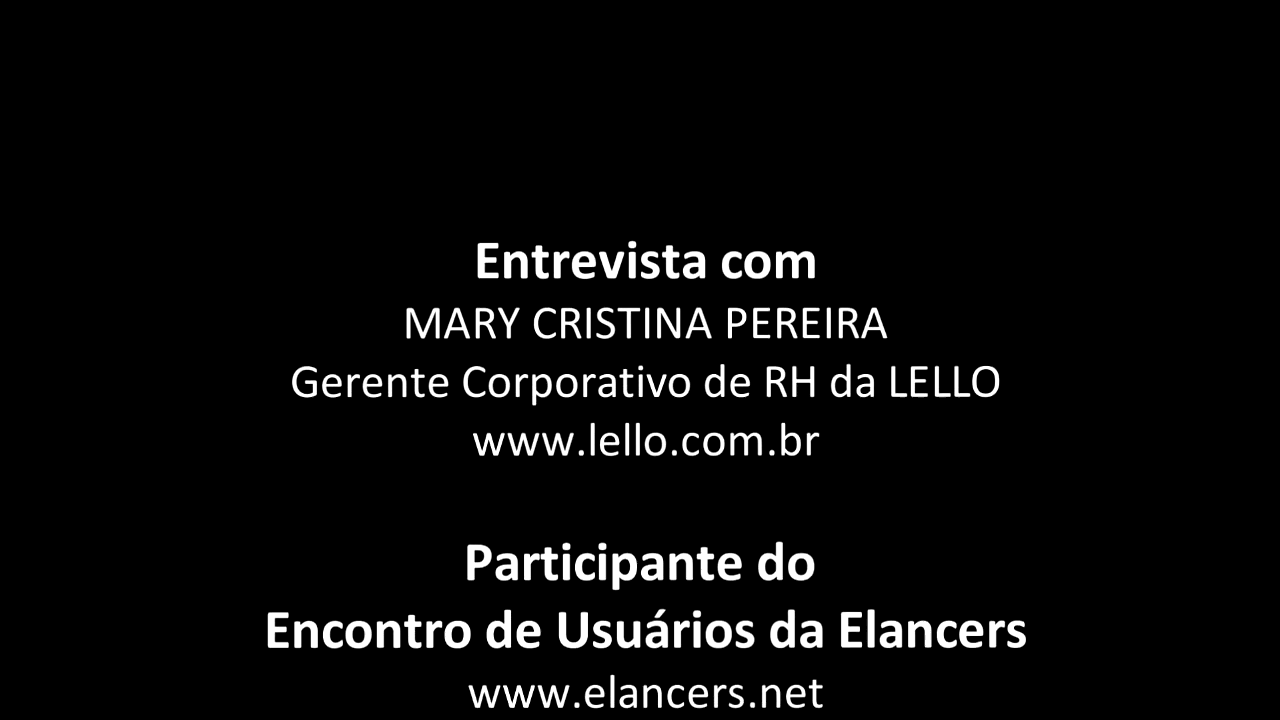 Entrevista com
MARY CRISTINA PEREIRA
Gerente Corporativo de RH da LELLO
www.lello.com.br
Participante do
Encontro de Usuários da Elancers
www.elancers.net